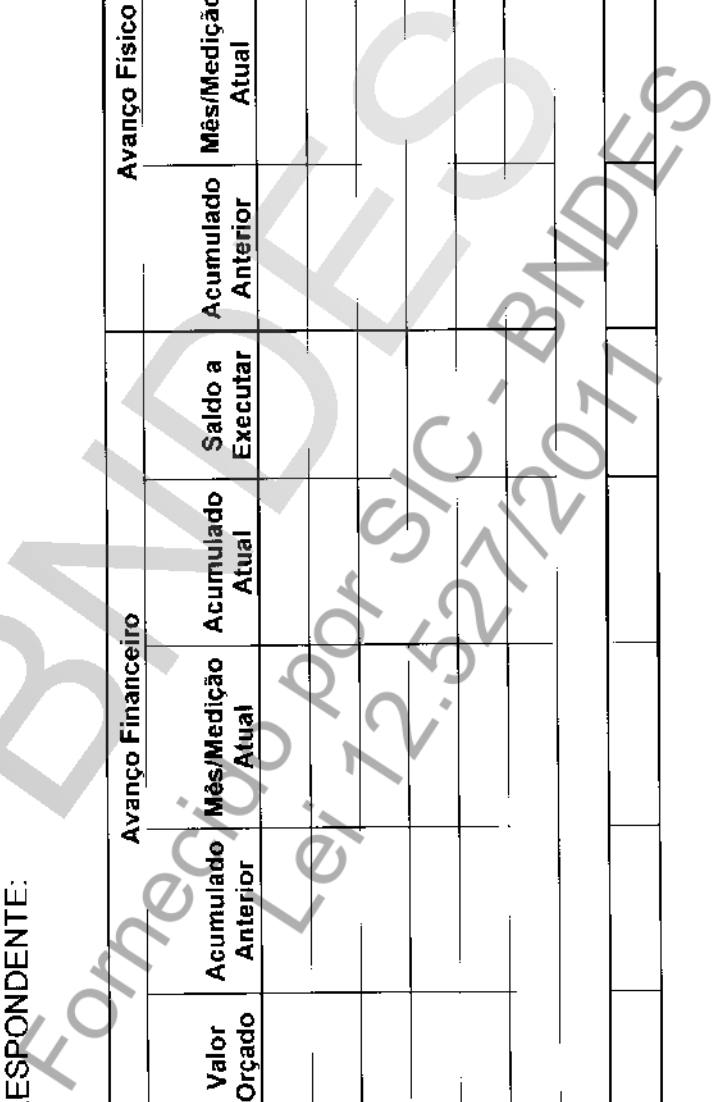 ESPONDENTE:
Avanço Financeiro
Avanço Físico
Valor Orçado
Acumulado Anterior
Mês/Medição Atual
Acumulado Atual
Saldo a Executar
Acumulado Anterior
Mês/Medição Atual
BNDES
Fornecido por SIC - BNDES
Lei 12.527/2011